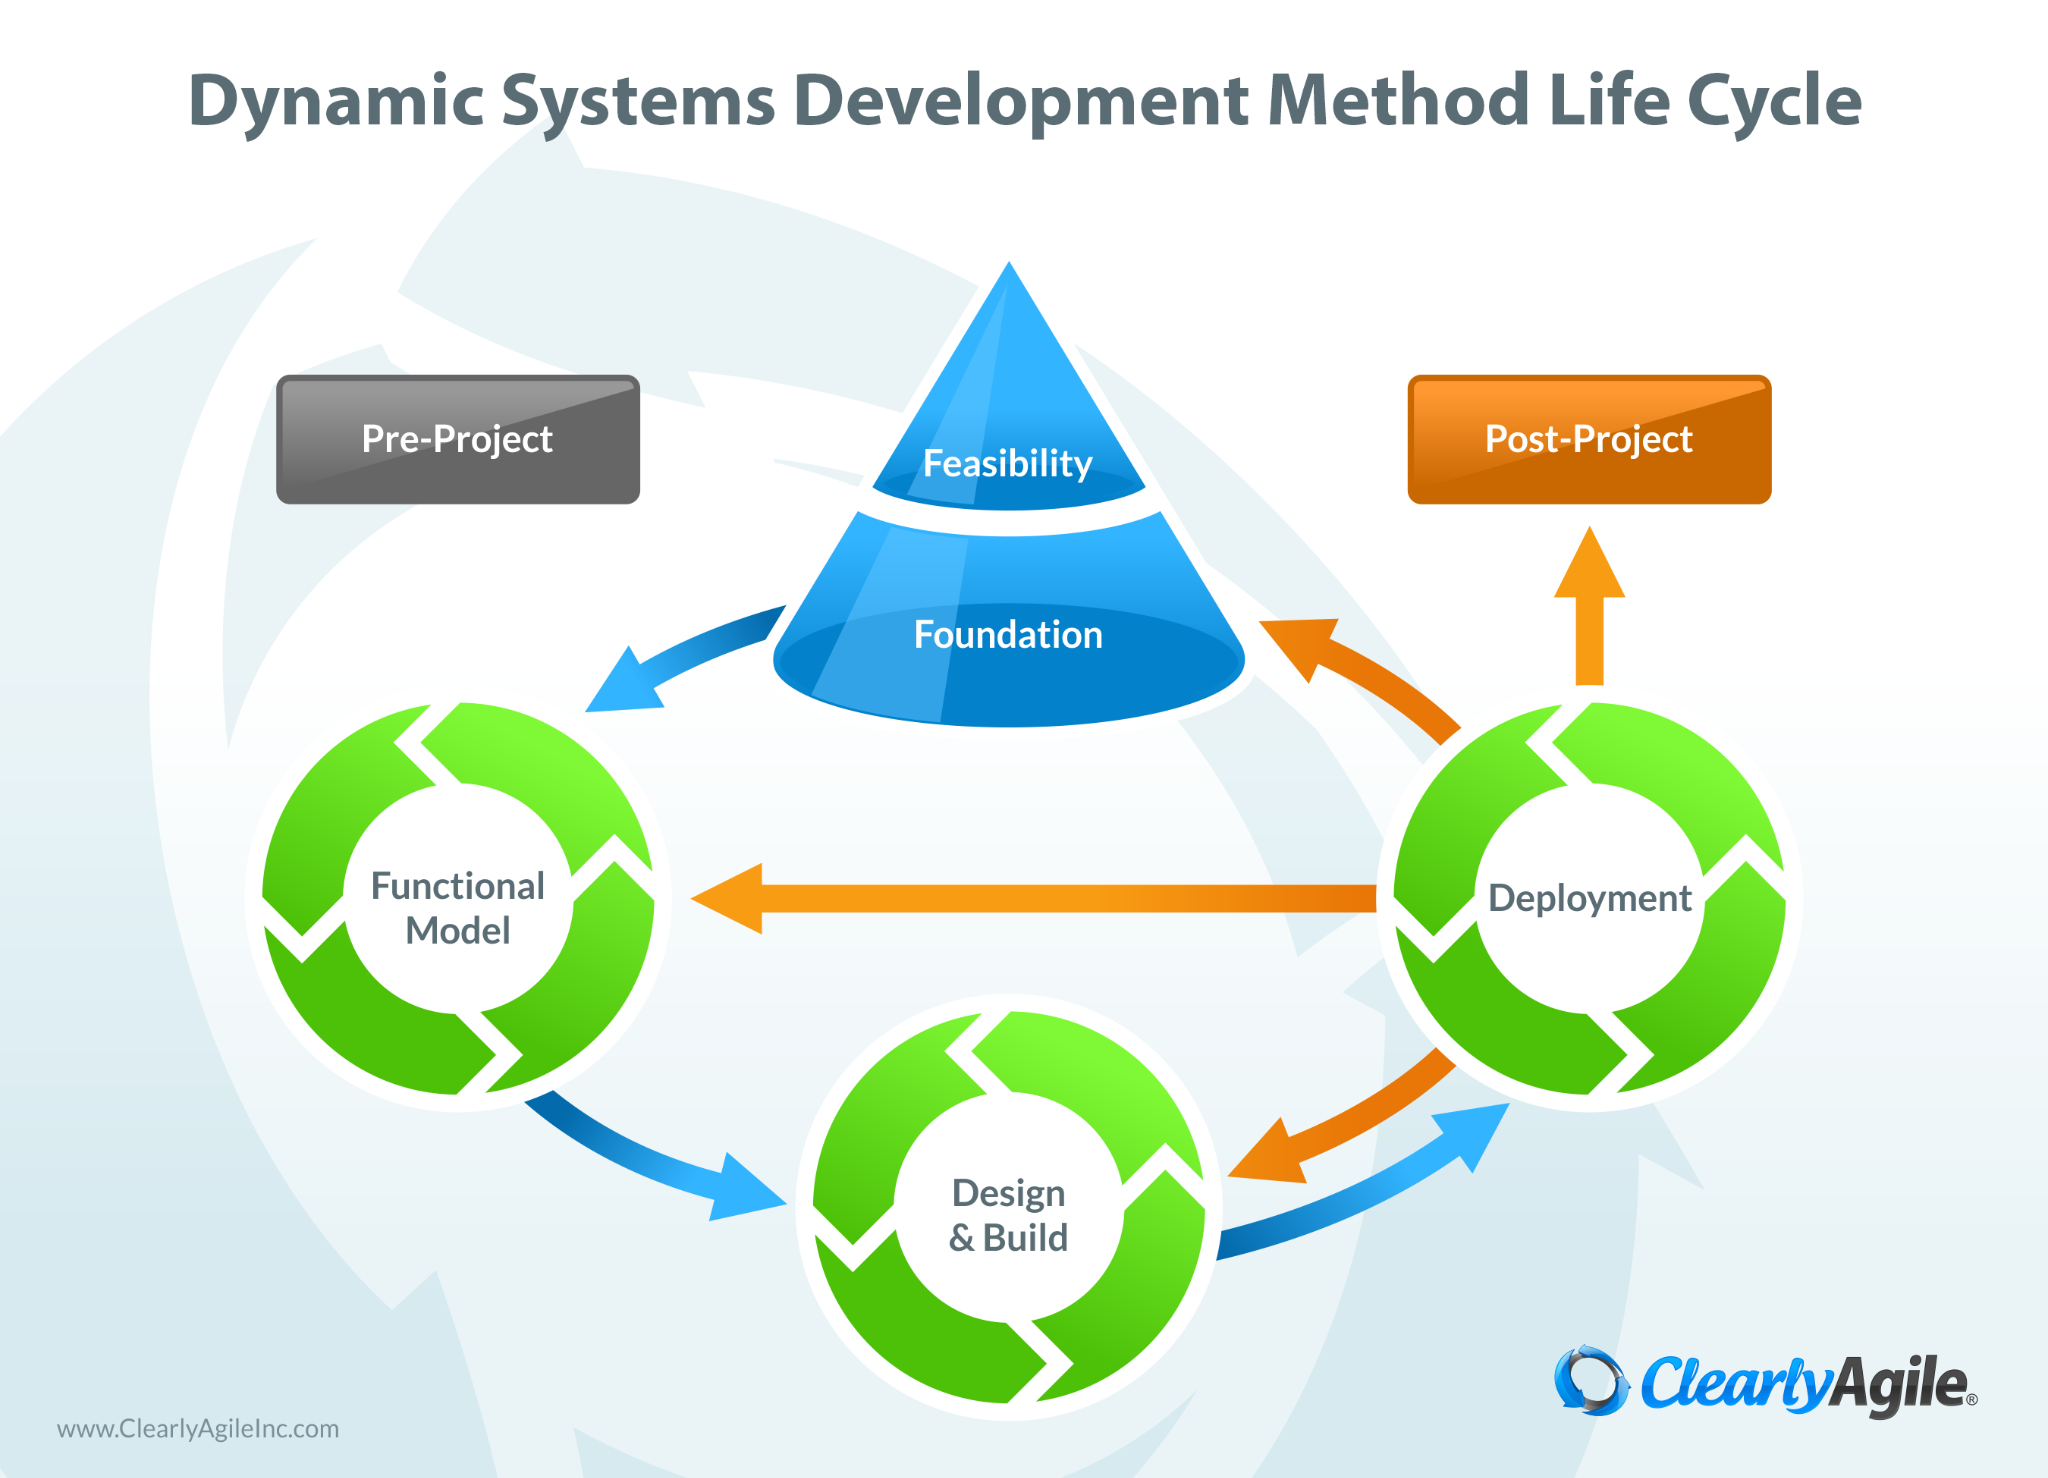 Dynamic Systems Development Method Life Cycle
Pre-Project
Feasibility
Post-Project
Foundation
Functional
Model
Deployment
Design
& Build
ClearlyAgile®
www.ClearlyAgileInc.com